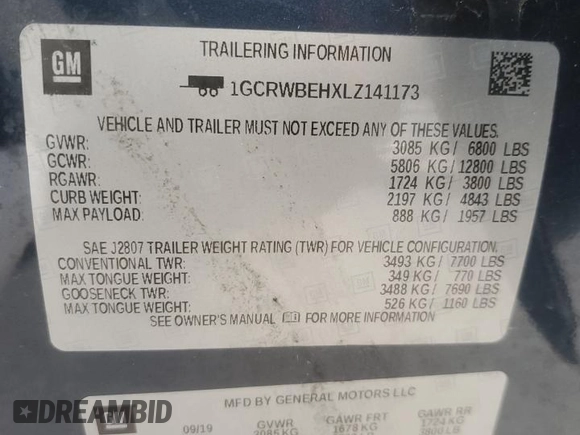 GM
TRAILERING INFORMATION
1GCRWBEHXLZ141173
VEHICLE AND TRAILER MUST NOT EXCEED ANY OF THESE VALUES.
GVWR: 3085 KG/ 6800 LBS
GCWR: 5806 KG/12800 LBS
RGAWR: 1724 KG/ 3800 LBS
CURB WEIGHT: 2197 KG/ 4843 LBS
MAX PAYLOAD: 888 KG/ 1957 LBS
SAE J2807 TRAILER WEIGHT RATING (TWR) FOR VEHICLE CONFIGURATION.
CONVENTIONAL TWR: 3493 KG/ 7700 LBS
MAX TONGUE WEIGHT: 349 KG/ 770 LBS
GOOSENECK TWR: 3488 KG/ 7690 LBS
MAX TONGUE WEIGHT: 526 KG/ 1160 LBS
SEE OWNER'S MANUAL FOR MORE INFORMATION
MFD BY GENERAL MOTORS LLC
09/19 GVWR GAWR FRT GAWR RR
3085 KG 1678 KG 1724 KG
DREAMBID